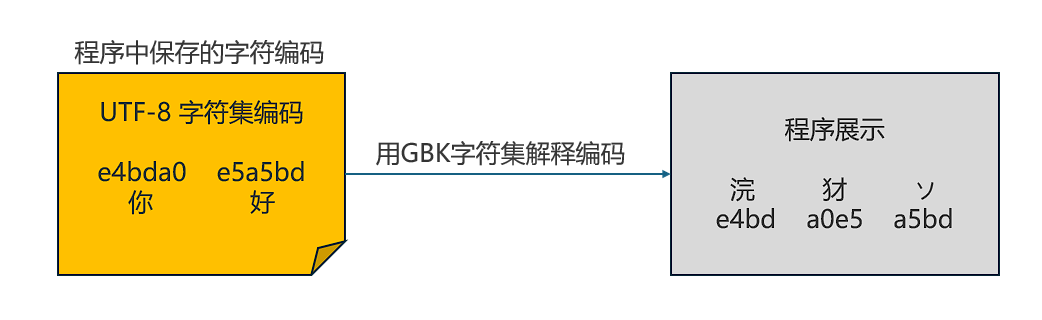 程序中保存的字符编码
UTF-8 字符集编码
e4bda0 e5a5bd
你 好
用GBK字符集解释编码
程序展示
浣 犲 ソ
e4bd a0e5 a5bd